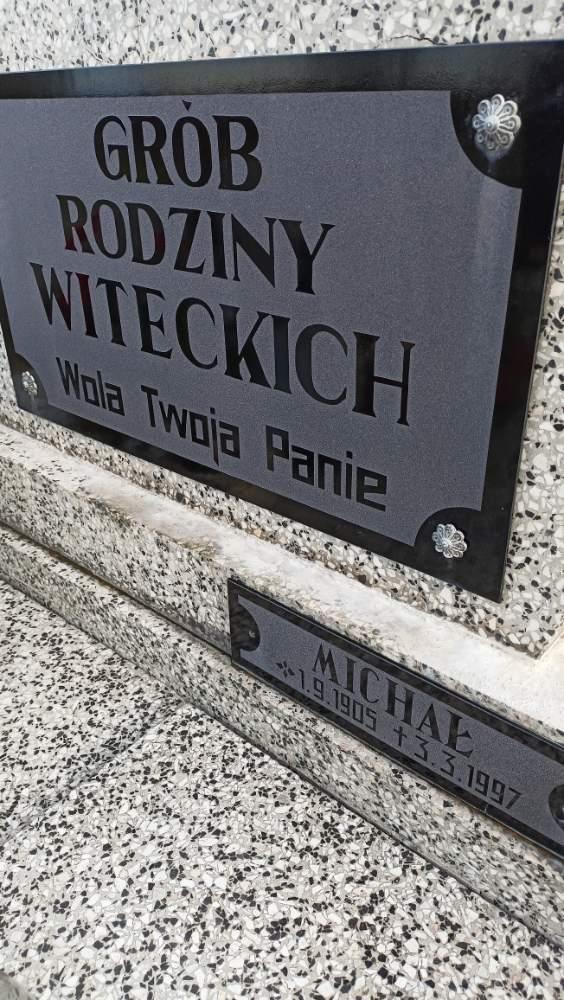 GRÓB
RODZINY
WITECKICH
Wola Twoja Panie
MICHAŁ
1.9.1905 †3.3.1997